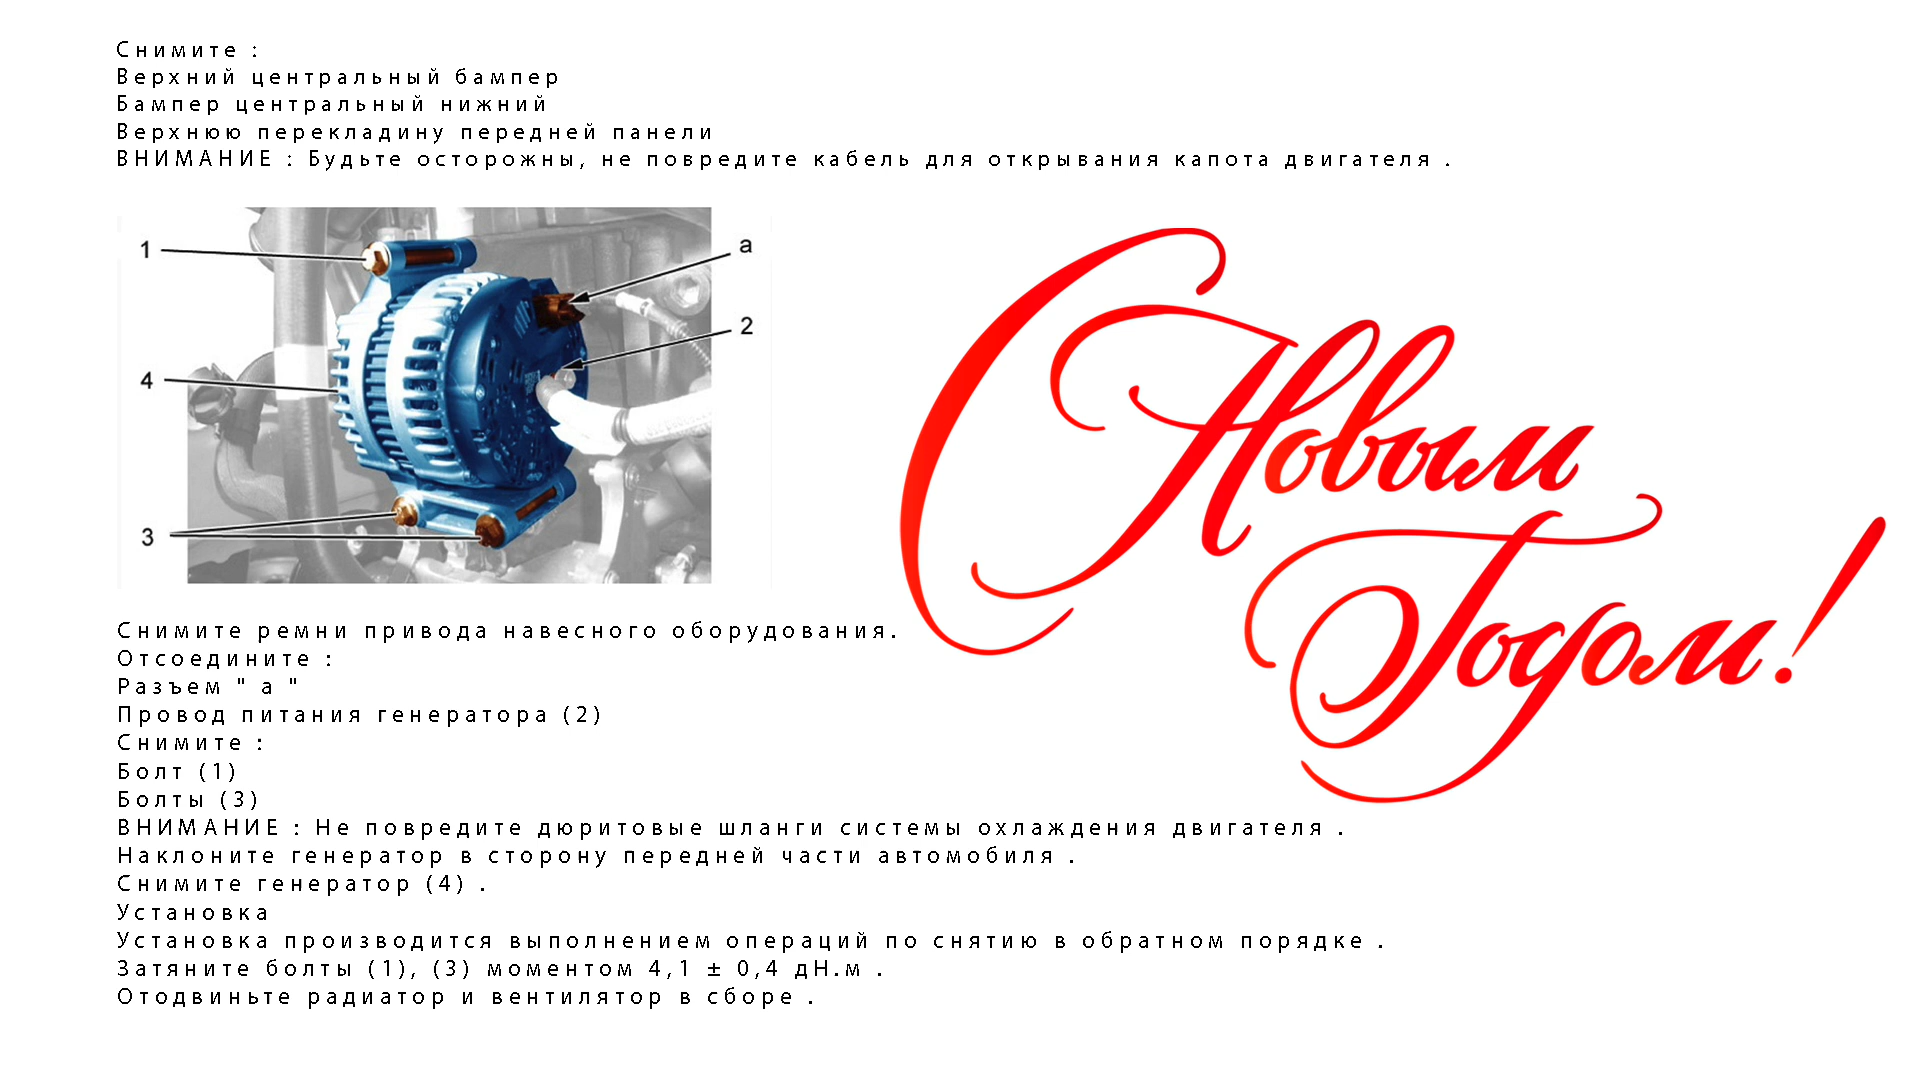 Снимите :
Верхний центральный бампер
Бампер центральный нижний
Верхнюю перекладину передней панели
ВНИМАНИЕ : Будьте осторожны, не повредите кабель для открывания капота двигателя .
1
a
2
4
3
С Новым
Годом!
Снимите ремни привода навесного оборудования.
Отсоедините :
Разъем " a "
Провод питания генератора (2)
Снимите :
Болт (1)
Болты (3)
ВНИМАНИЕ : Не повредите дюритовые шланги системы охлаждения двигателя .
Наклоните генератор в сторону передней части автомобиля .
Снимите генератор (4) .
Установка
Установка производится выполнением операций по снятию в обратном порядке .
Затяните болты (1), (3) моментом 4,1 ± 0,4 дН.м .
Отодвиньте радиатор и вентилятор в сборе .